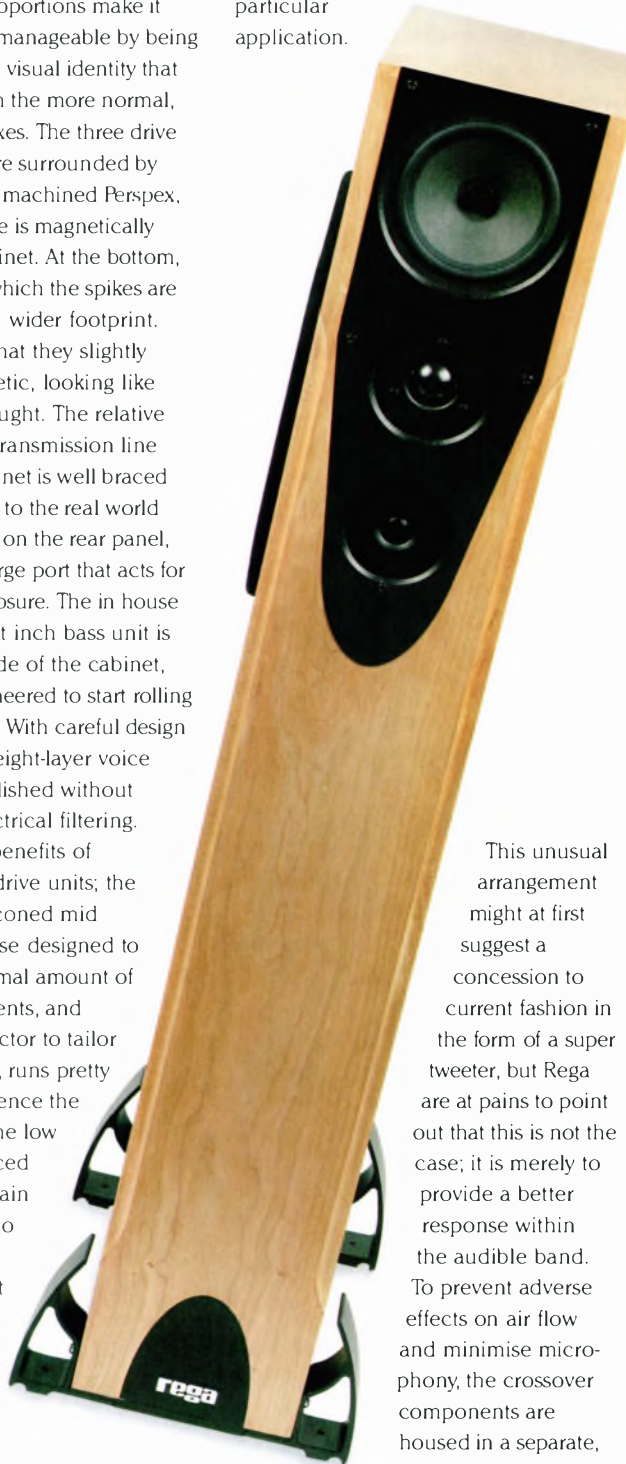 oportions make it
manageable by being
visual identity that
n the more normal,
xes. The three drive
re surrounded by
machined Perspex,
e is magnetically
inet. At the bottom,
which the spikes are
wider footprint.
hat they slightly
etic, looking like
ught. The relative
ransmission line
net is well braced
to the real world
on the rear panel,
rge port that acts for
osure. The in house
t inch bass unit is
de of the cabinet,
neered to start rolling
With careful design
eight-layer voice
lished without
ctrical filtering.
benefits of
drive units; the
coned mid
se designed to
mal amount of
ents, and
ctor to tailor
, runs pretty
ence the
ne low
ced
ain
o
t
particular
application.
This unusual
arrangement
might at first
suggest a
concession to
current fashion in
the form of a super
tweeter, but Rega
are at pains to point
out that this is not the
case; it is merely to
provide a better
response within
the audible band.
To prevent adverse
effects on air flow
and minimise micro-
phony, the crossover
components are
housed in a separate,
rega